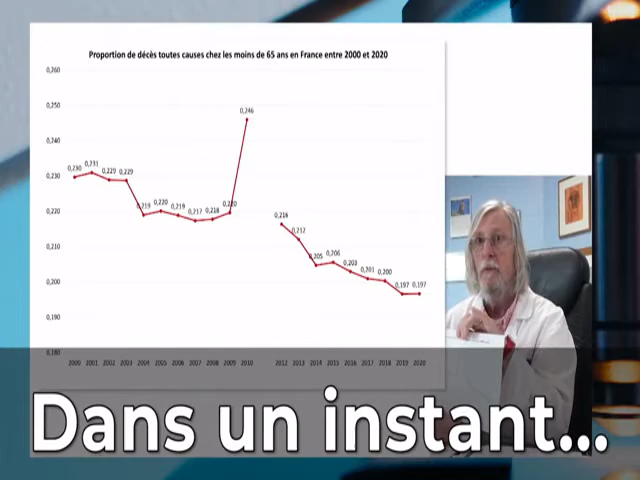 Proportion de décès toutes causes chez les moins de 65 ans en France entre 2000 et 2020
0,260
0,250
0,240
0,230
0,220
0,210
0,200
0,190
0,180
0,230 0,231 0,229 0,229 0,219 0,220 0,219 0,217 0,218 0,220 0,246 0,216 0,212 0,205 0,206 0,203 0,201 0,200 0,197 0,197
2000 2001 2002 2003 2004 2005 2006 2007 2008 2009 2010 2012 2013 2014 2015 2016 2017 2018 2019 2020
Dans un instant...